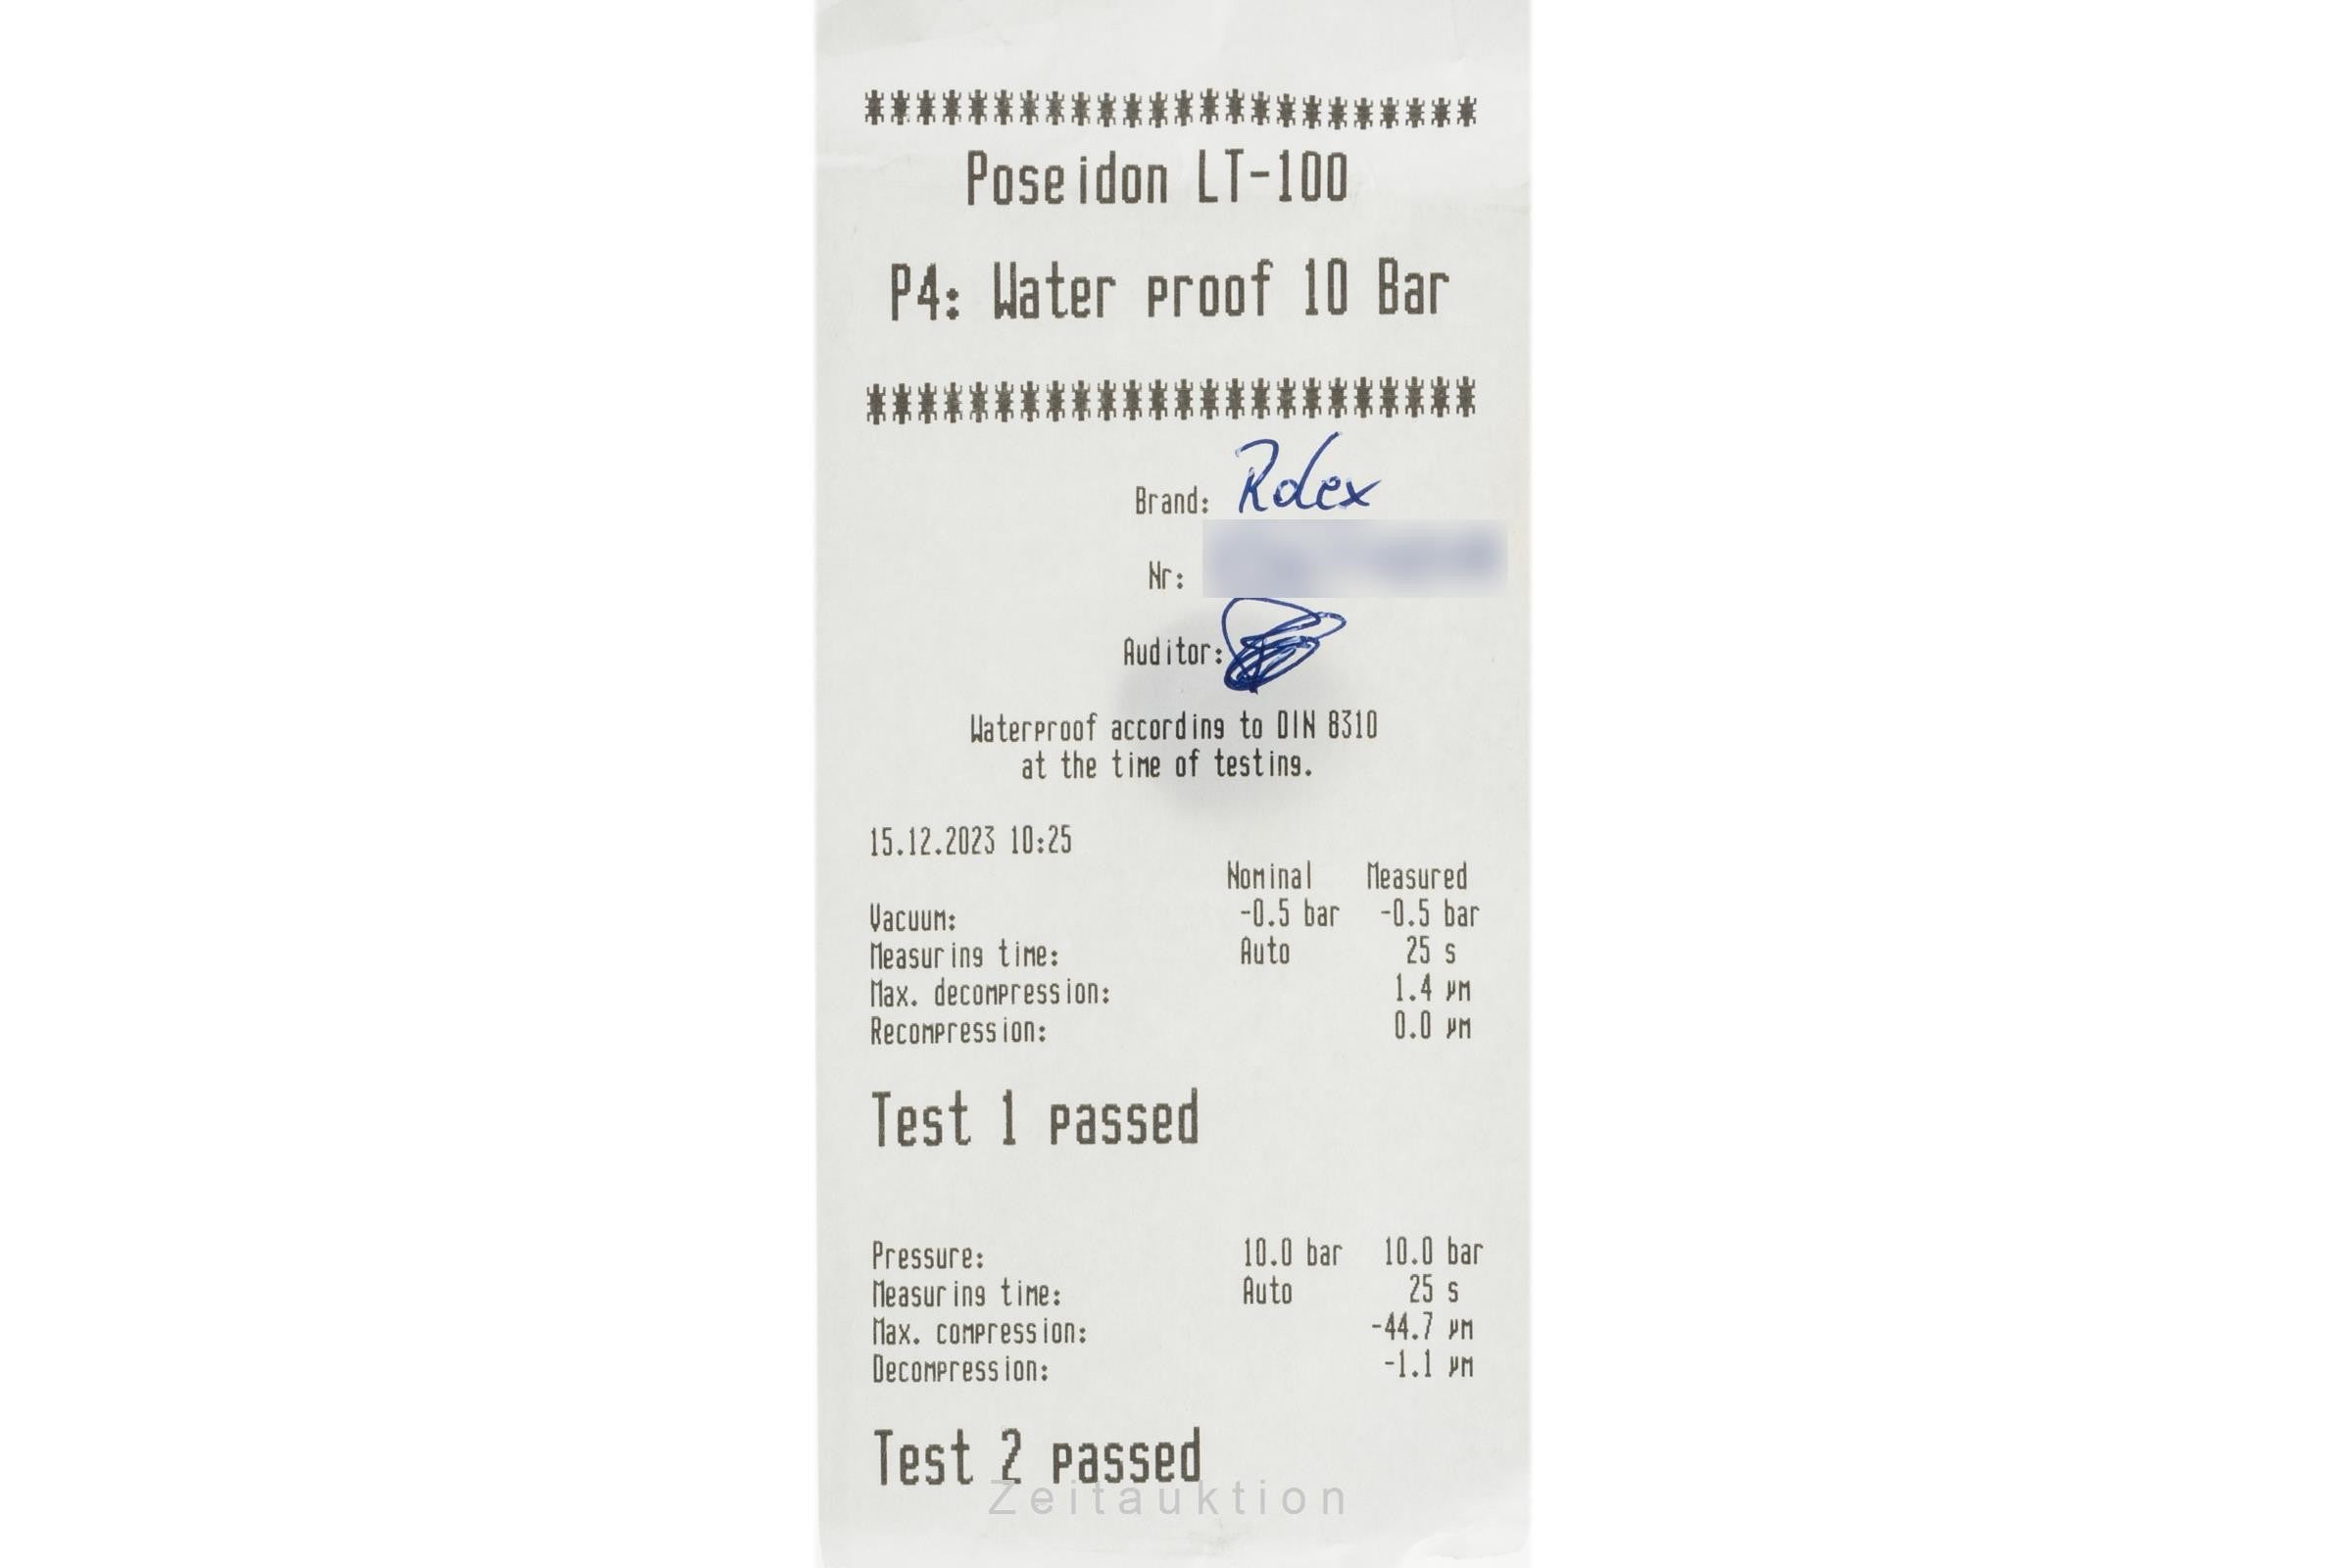 ************************
Poseidon LT-100
P4: Water proof 10 Bar
************************
Brand: Rolex
Nr:
Auditor:
Waterproof according to DIN 8310
at the time of testing.
15.12.2023 10:25
Nominal Measured
Vacuum: -0.5 bar -0.5 bar
Measuring time: Auto 25 s
Max. decompression: 1.4 µm
Recompression: 0.0 µm
Test 1 passed
Pressure: 10.0 bar 10.0 bar
Measuring time: Auto 25 s
Max. compression: -44.7 µm
Decompression: -1.1 µm
Test 2 passed
Zeitauktion